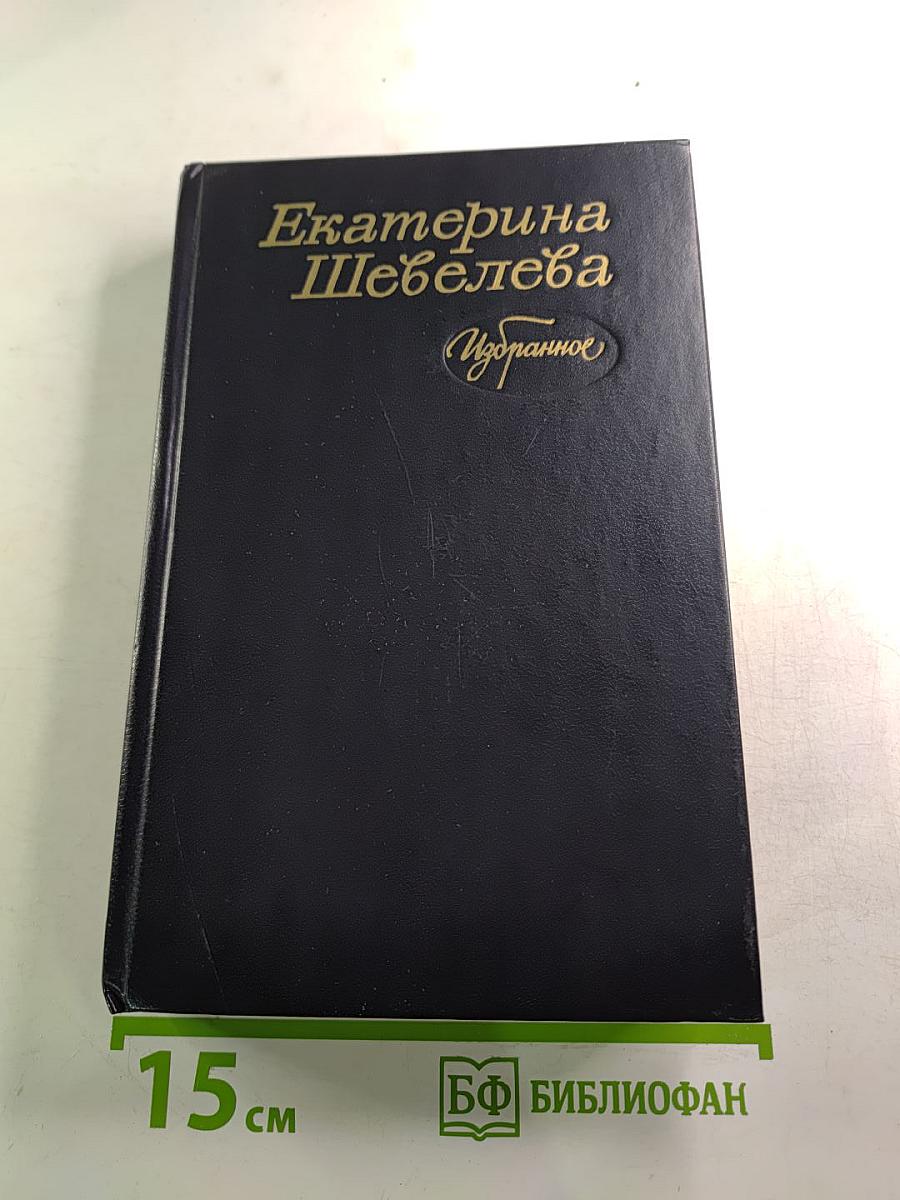 Екатерина
Шевелева
Избранное
15 см
БФ БИБЛИОФАН